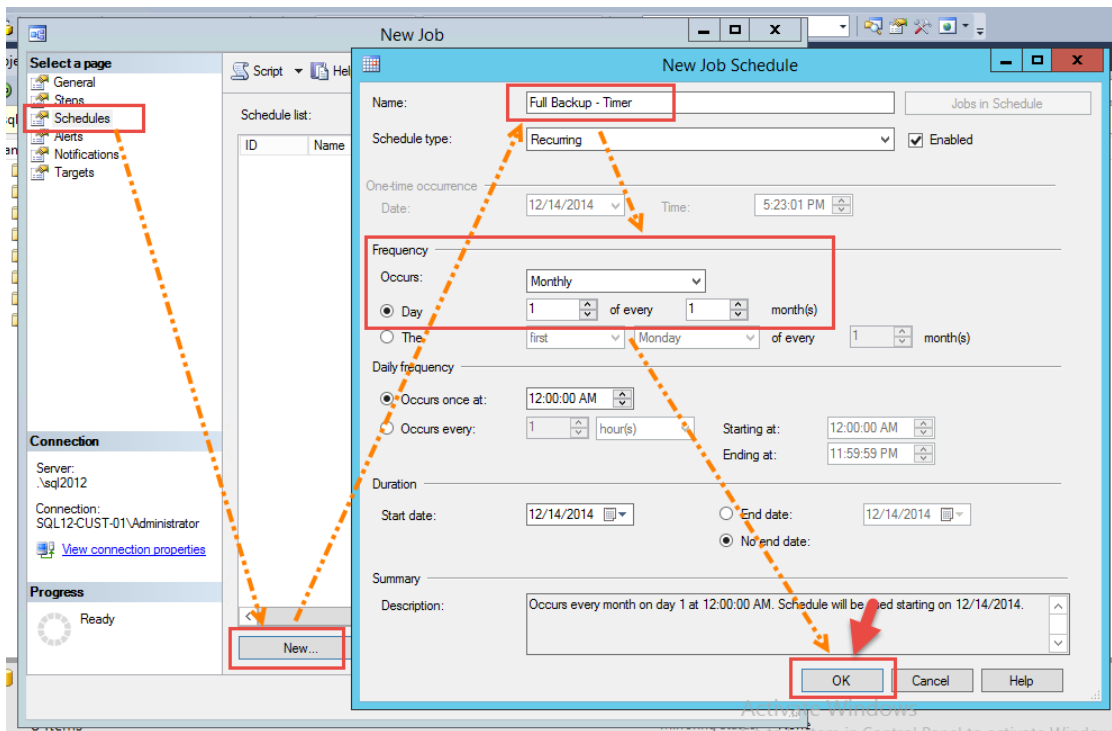 New Job
Select a page
General
Steps
Schedules
Alerts
Notifications
Targets
Script
Schedule list:
ID Name
Connection
Server:
.\sql2012
Connection:
SQL12-CUST-01\Administrator
View connection properties
Progress
Ready
New...
New Job Schedule
Name: Full Backup - Timer Jobs in Schedule
Schedule type: Recurring Enabled
One-time occurrence
Date: 12/14/2014 Time: 5:23:01 PM
Frequency
Occurs: Monthly
Day 1 of every 1 month(s)
The first Monday of every 1 month(s)
Daily frequency
Occurs once at: 12:00:00 AM
Occurs every: 1 hour(s) Starting at: 12:00:00 AM
Ending at: 11:59:59 PM
Duration
Start date: 12/14/2014 End date: 12/14/2014
No end date:
Summary
Description: Occurs every month on day 1 at 12:00:00 AM. Schedule will be used starting on 12/14/2014.
OK Cancel Help
Activate Windows